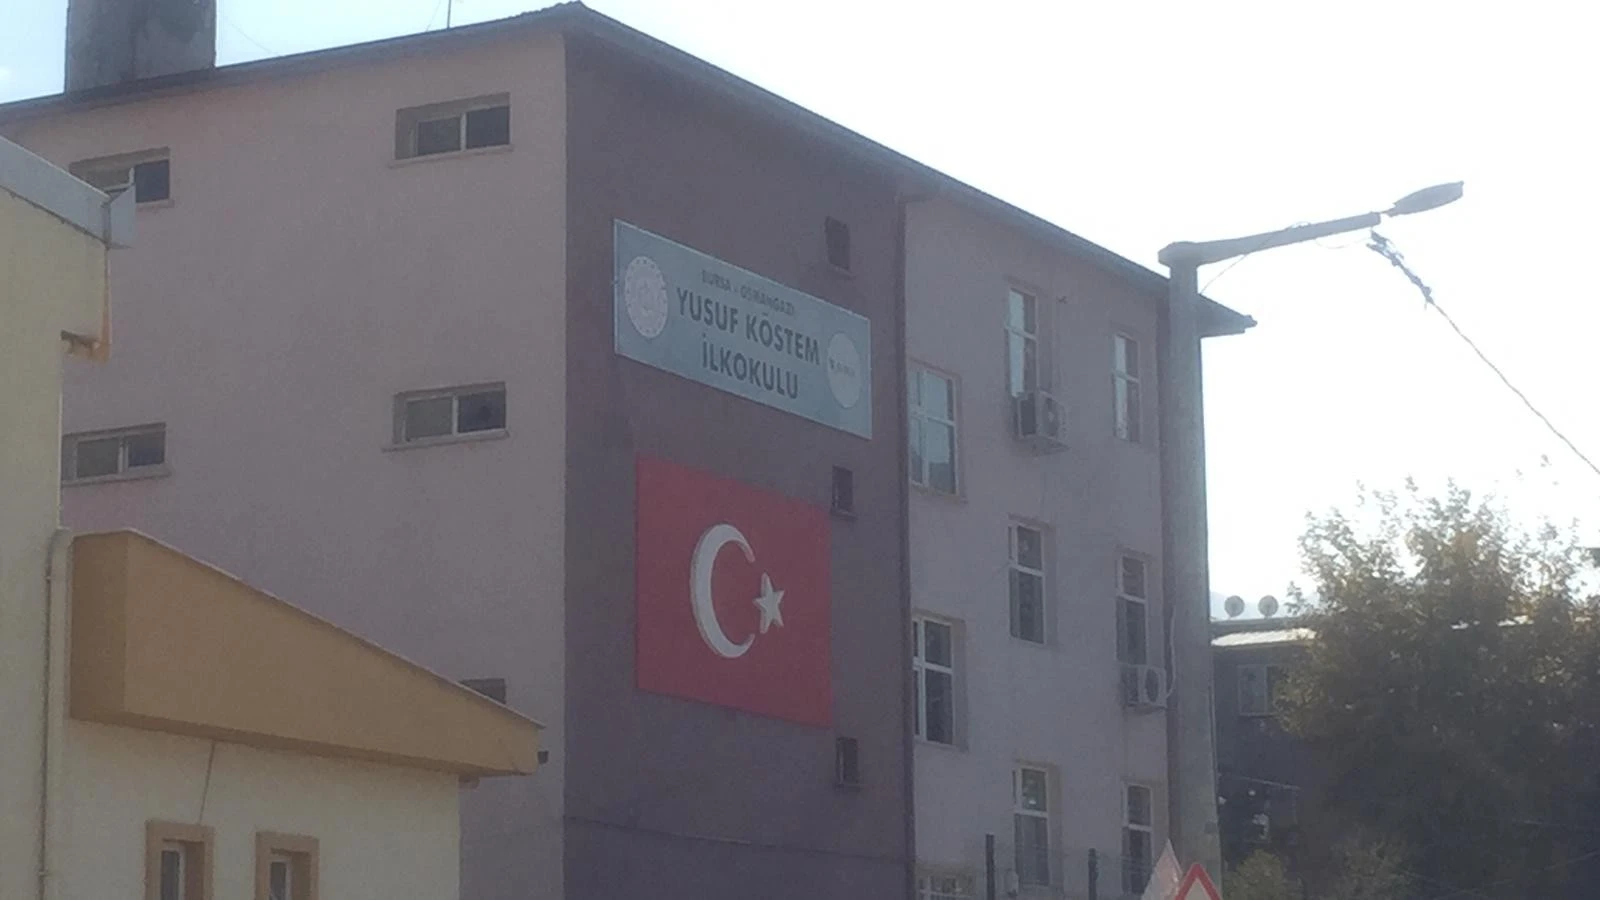 BURSA - OSMANGAZİ
YUSUF KÖSTEM
İLKOKULU